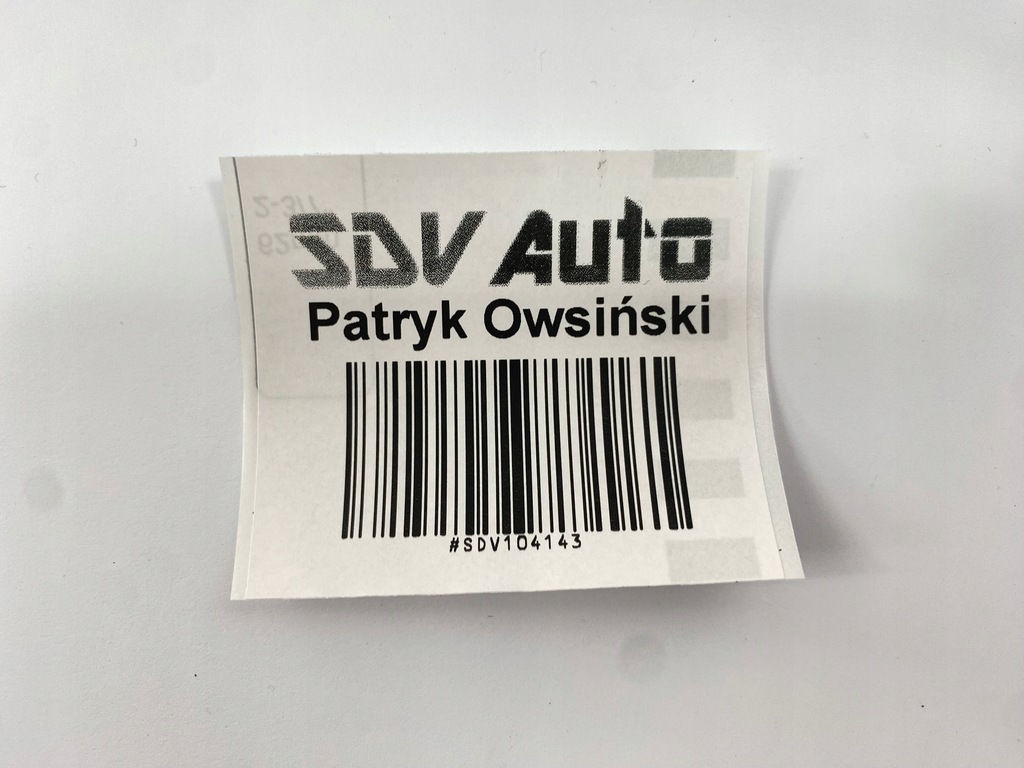 SDV Auto
Patryk Owsiński
#SDV104143